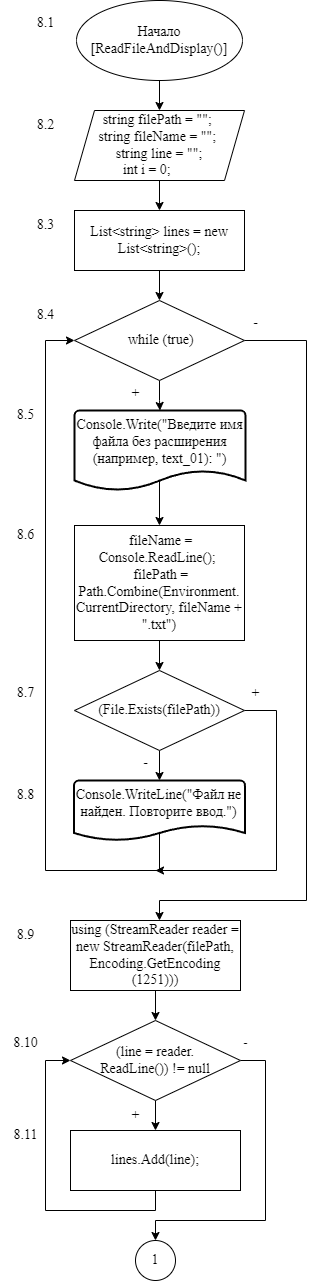 8.1
Начало
[ReadFileAndDisplay()]
8.2
string filePath = "";
string fileName = "";
string line = "";
int i = 0;
8.3
List<string> lines = new
List<string>();
8.4
while (true)
-
+
8.5
Console.Write("Введите имя
файла без расширения
(например, text_01): ")
8.6
fileName =
Console.ReadLine();
filePath =
Path.Combine(Environment.
CurrentDirectory, fileName +
".txt")
8.7
(File.Exists(filePath))
+
-
8.8
Console.WriteLine("Файл не
найден. Повторите ввод.")
8.9
using (StreamReader reader =
new StreamReader(filePath,
Encoding.GetEncoding
(1251)))
8.10
(line = reader.
ReadLine()) != null
-
+
8.11
lines.Add(line);
1